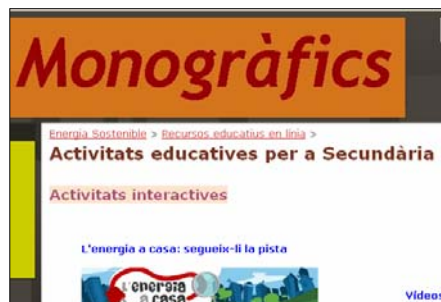 Monogràfics
Energia Sostenible > Recursos educatius en línia >
Activitats educatives per a Secundària
Activitats interactives
L'energia a casa: segueix-li la pista
L'energia
a casa
Videos